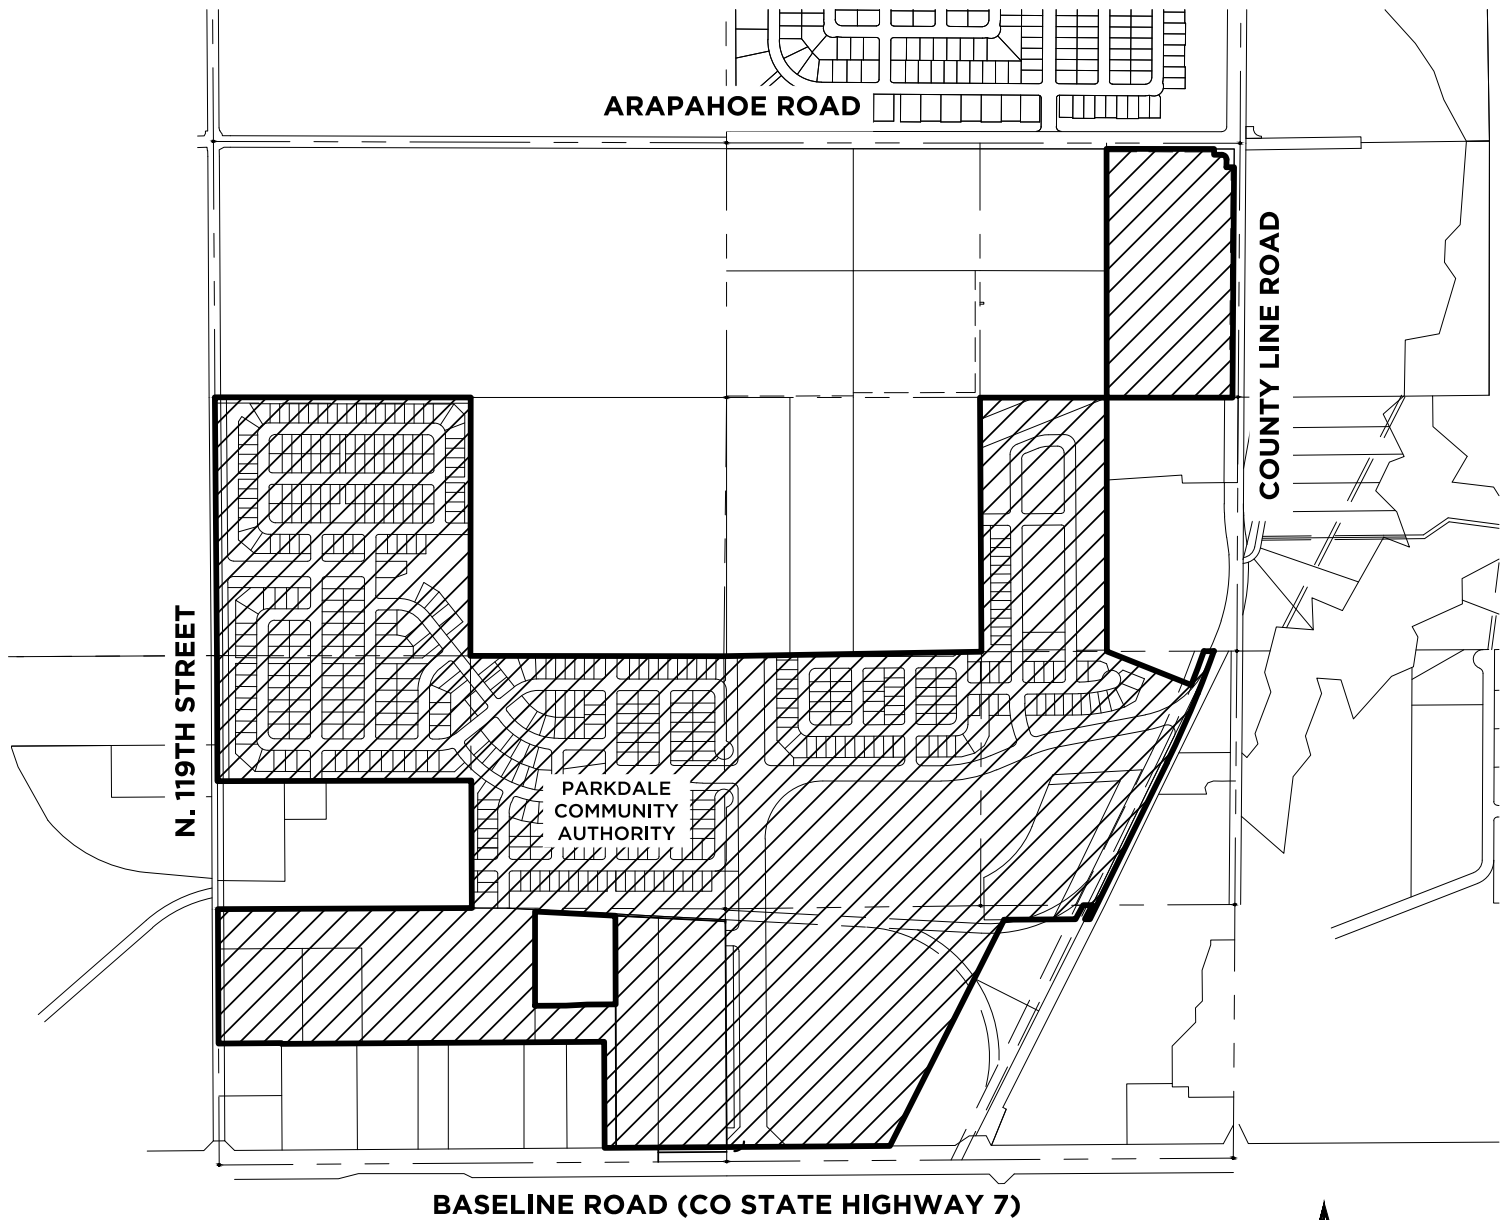 ARAPAHOE ROAD
COUNTY LINE ROAD
N. 119TH STREET
PARKDALE
COMMUNITY
AUTHORITY
BASELINE ROAD (CO STATE HIGHWAY 7)